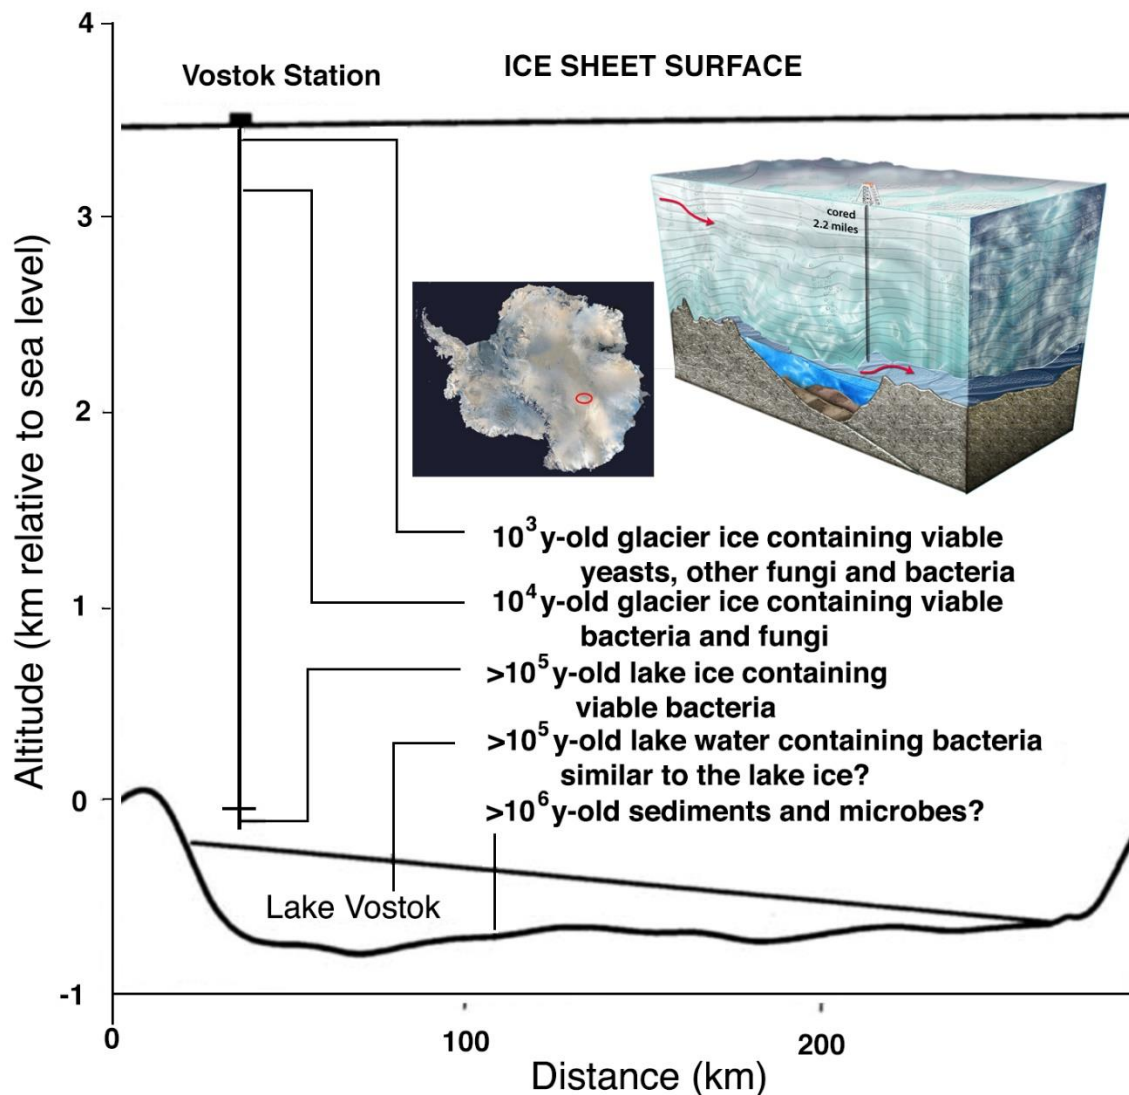 4
Vostok Station
ICE SHEET SURFACE
3
cored
2.2 miles
2
10³y-old glacier ice containing viable
yeasts, other fungi and bacteria
10⁴y-old glacier ice containing viable
bacteria and fungi
1
>10⁵y-old lake ice containing
viable bacteria
>10⁵y-old lake water containing bacteria
similar to the lake ice?
>10⁶y-old sediments and microbes?
0
Lake Vostok
-1
0
100
200
Distance (km)
Altitude (km relative to sea level)